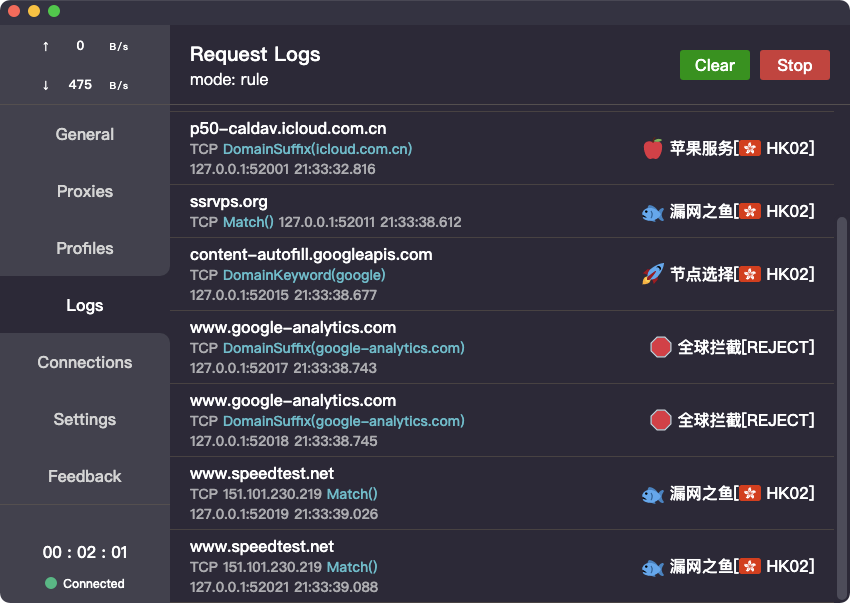 ↑ 0 B/s
↓ 475 B/s
General
Proxies
Profiles
Logs
Connections
Settings
Feedback
00 : 02 : 01
Connected
Request Logs
mode: rule
Clear
Stop
p50-caldav.icloud.com.cn
TCP DomainSuffix(icloud.com.cn)
127.0.0.1:52001 21:33:32.816
🍎 苹果服务[🇭🇰 HK02]
ssrvps.org
TCP Match() 127.0.0.1:52011 21:33:38.612
🐟 漏网之鱼[🇭🇰 HK02]
content-autofill.googleapis.com
TCP DomainKeyword(google)
127.0.0.1:52015 21:33:38.677
🚀 节点选择[🇭🇰 HK02]
www.google-analytics.com
TCP DomainSuffix(google-analytics.com)
127.0.0.1:52017 21:33:38.743
🛑 全球拦截[REJECT]
www.google-analytics.com
TCP DomainSuffix(google-analytics.com)
127.0.0.1:52018 21:33:38.745
🛑 全球拦截[REJECT]
www.speedtest.net
TCP 151.101.230.219 Match()
127.0.0.1:52019 21:33:39.026
🐟 漏网之鱼[🇭🇰 HK02]
www.speedtest.net
TCP 151.101.230.219 Match()
127.0.0.1:52021 21:33:39.088
🐟 漏网之鱼[🇭🇰 HK02]